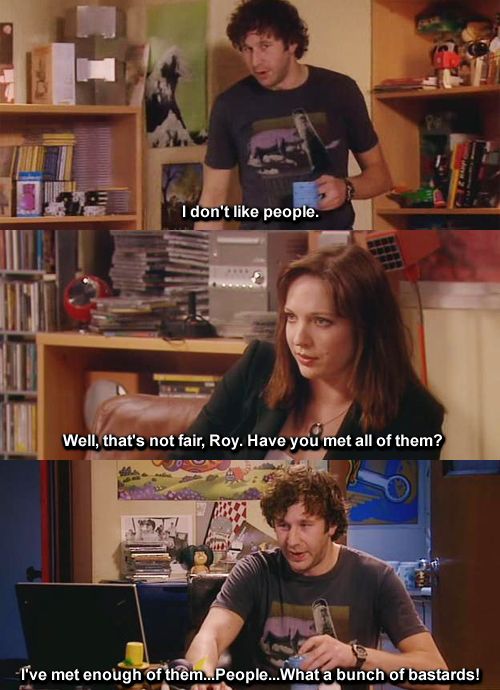 I don't like people.
Well, that's not fair, Roy. Have you met all of them?
I've met enough of them...People...What a bunch of bastards!